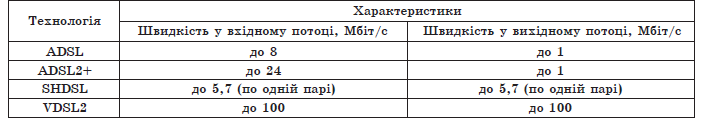 Технологія Характеристики
Швидкість у вхідному потоці, Мбіт/с Швидкість у вихідному потоці, Мбіт/с
ADSL до 8 до 1
ADSL2+ до 24 до 1
SHDSL до 5,7 (по одній парі) до 5,7 (по одній парі)
VDSL2 до 100 до 100